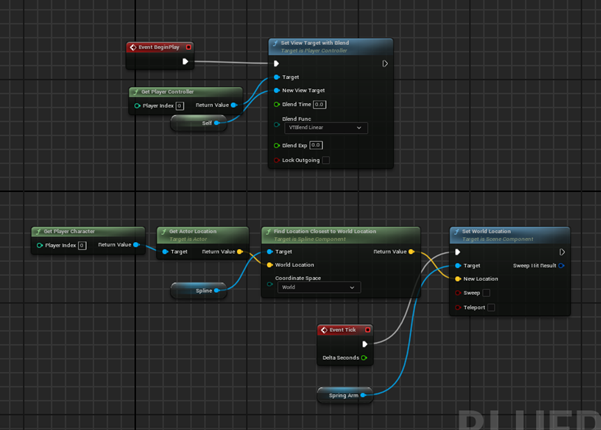 Event BeginPlay
Set View Target with Blend
Target is Player Controller
Target
New View Target
Blend Time 0.0
Blend Func
VTBlend Linear
Blend Exp 0.0
Lock Outgoing
Get Player Controller
Player Index 0 Return Value
Self
Get Player Character
Player Index 0 Return Value
Get Actor Location
Target is Actor
Target Return Value
Spline
Find Location Closest to World Location
Target is Spline Component
Target Return Value
World Location
Coordinate Space
World
Set World Location
Target is Scene Component
Target Sweep Hit Result
New Location
Sweep
Teleport
Event Tick
Delta Seconds
Spring Arm